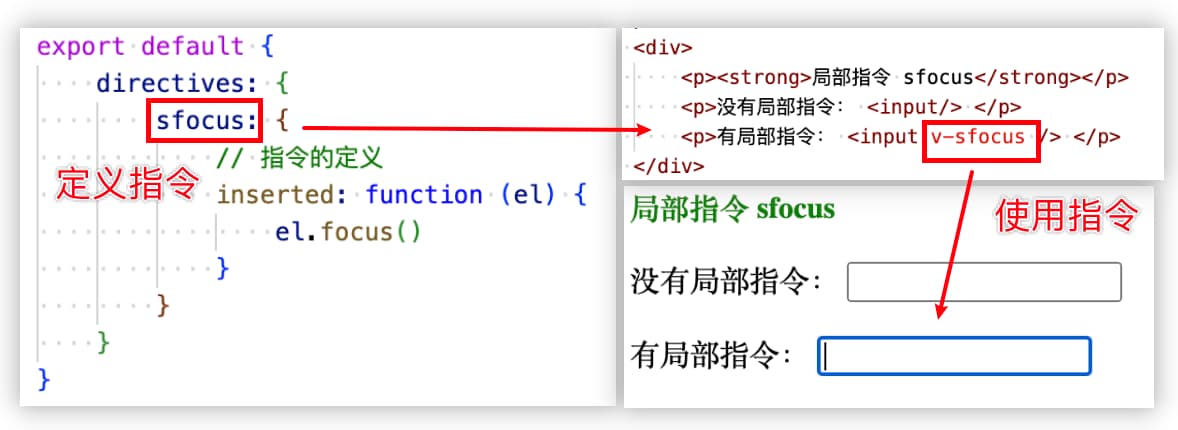 export default {
directives: {
sfocus: {
// 指令的定义
inserted: function (el) {
el.focus()
}
}
}
}
定义指令
<div>
<p><strong>局部指令 sfocus</strong></p>
<p>没有局部指令： <input/> </p>
<p>有局部指令： <input v-sfocus /> </p>
</div>
局部指令 sfocus
使用指令
没有局部指令：
有局部指令：